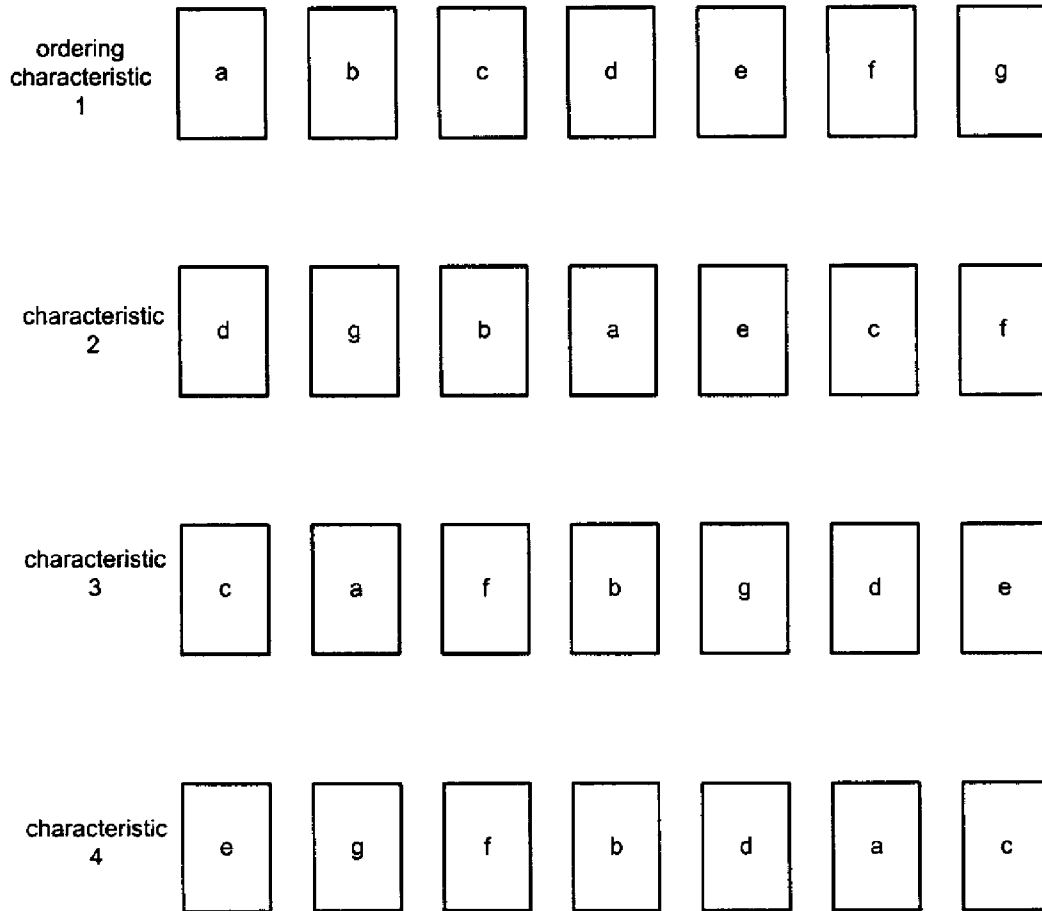 ordering
characteristic
1
a b c d e f g
characteristic
2
d g b a e c f
characteristic
3
c a f b g d e
characteristic
4
e g f b d a c